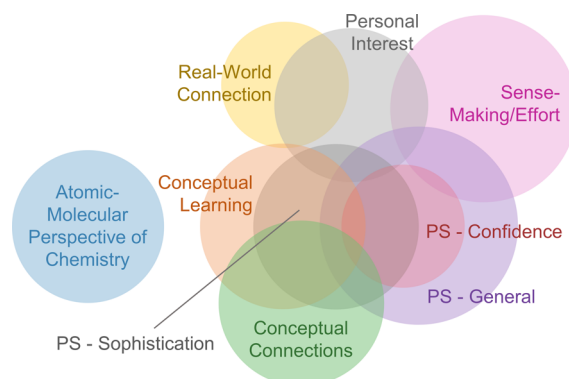 Personal
Interest
Real-World
Connection
Sense-
Making/Effort
Atomic-
Molecular
Perspective of
Chemistry
Conceptual
Learning
PS - Confidence
PS - General
PS - Sophistication
Conceptual
Connections